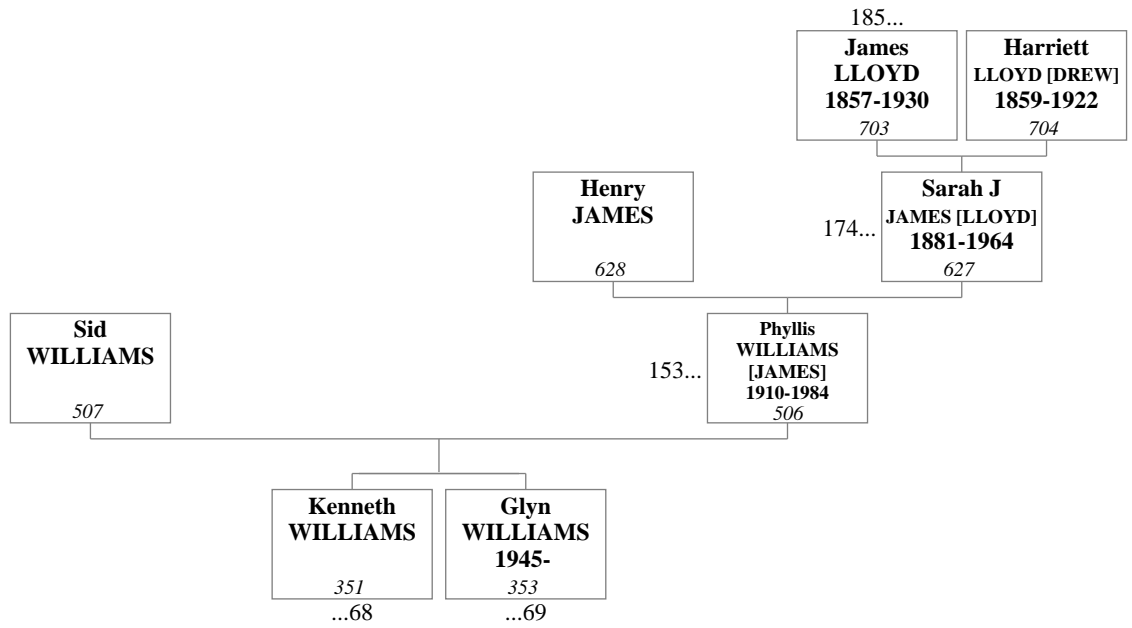 185...
James
LLOYD
1857-1930
703
Harriett
LLOYD [DREW]
1859-1922
704
Henry
JAMES
628
174...
Sarah J
JAMES [LLOYD]
1881-1964
627
Sid
WILLIAMS
507
153...
Phyllis
WILLIAMS
[JAMES]
1910-1984
506
Kenneth
WILLIAMS
351
...68
Glyn
WILLIAMS
1945-
353
...69